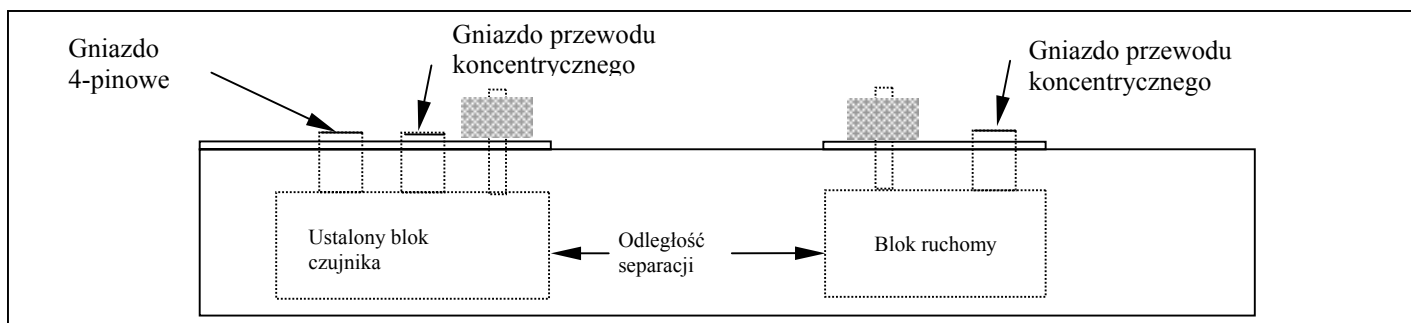 Gniazdo
4-pinowe
Gniazdo przewodu
koncentrycznego
Gniazdo przewodu
koncentrycznego
Ustalony blok
czujnika
Odległość
separacji
Blok ruchomy